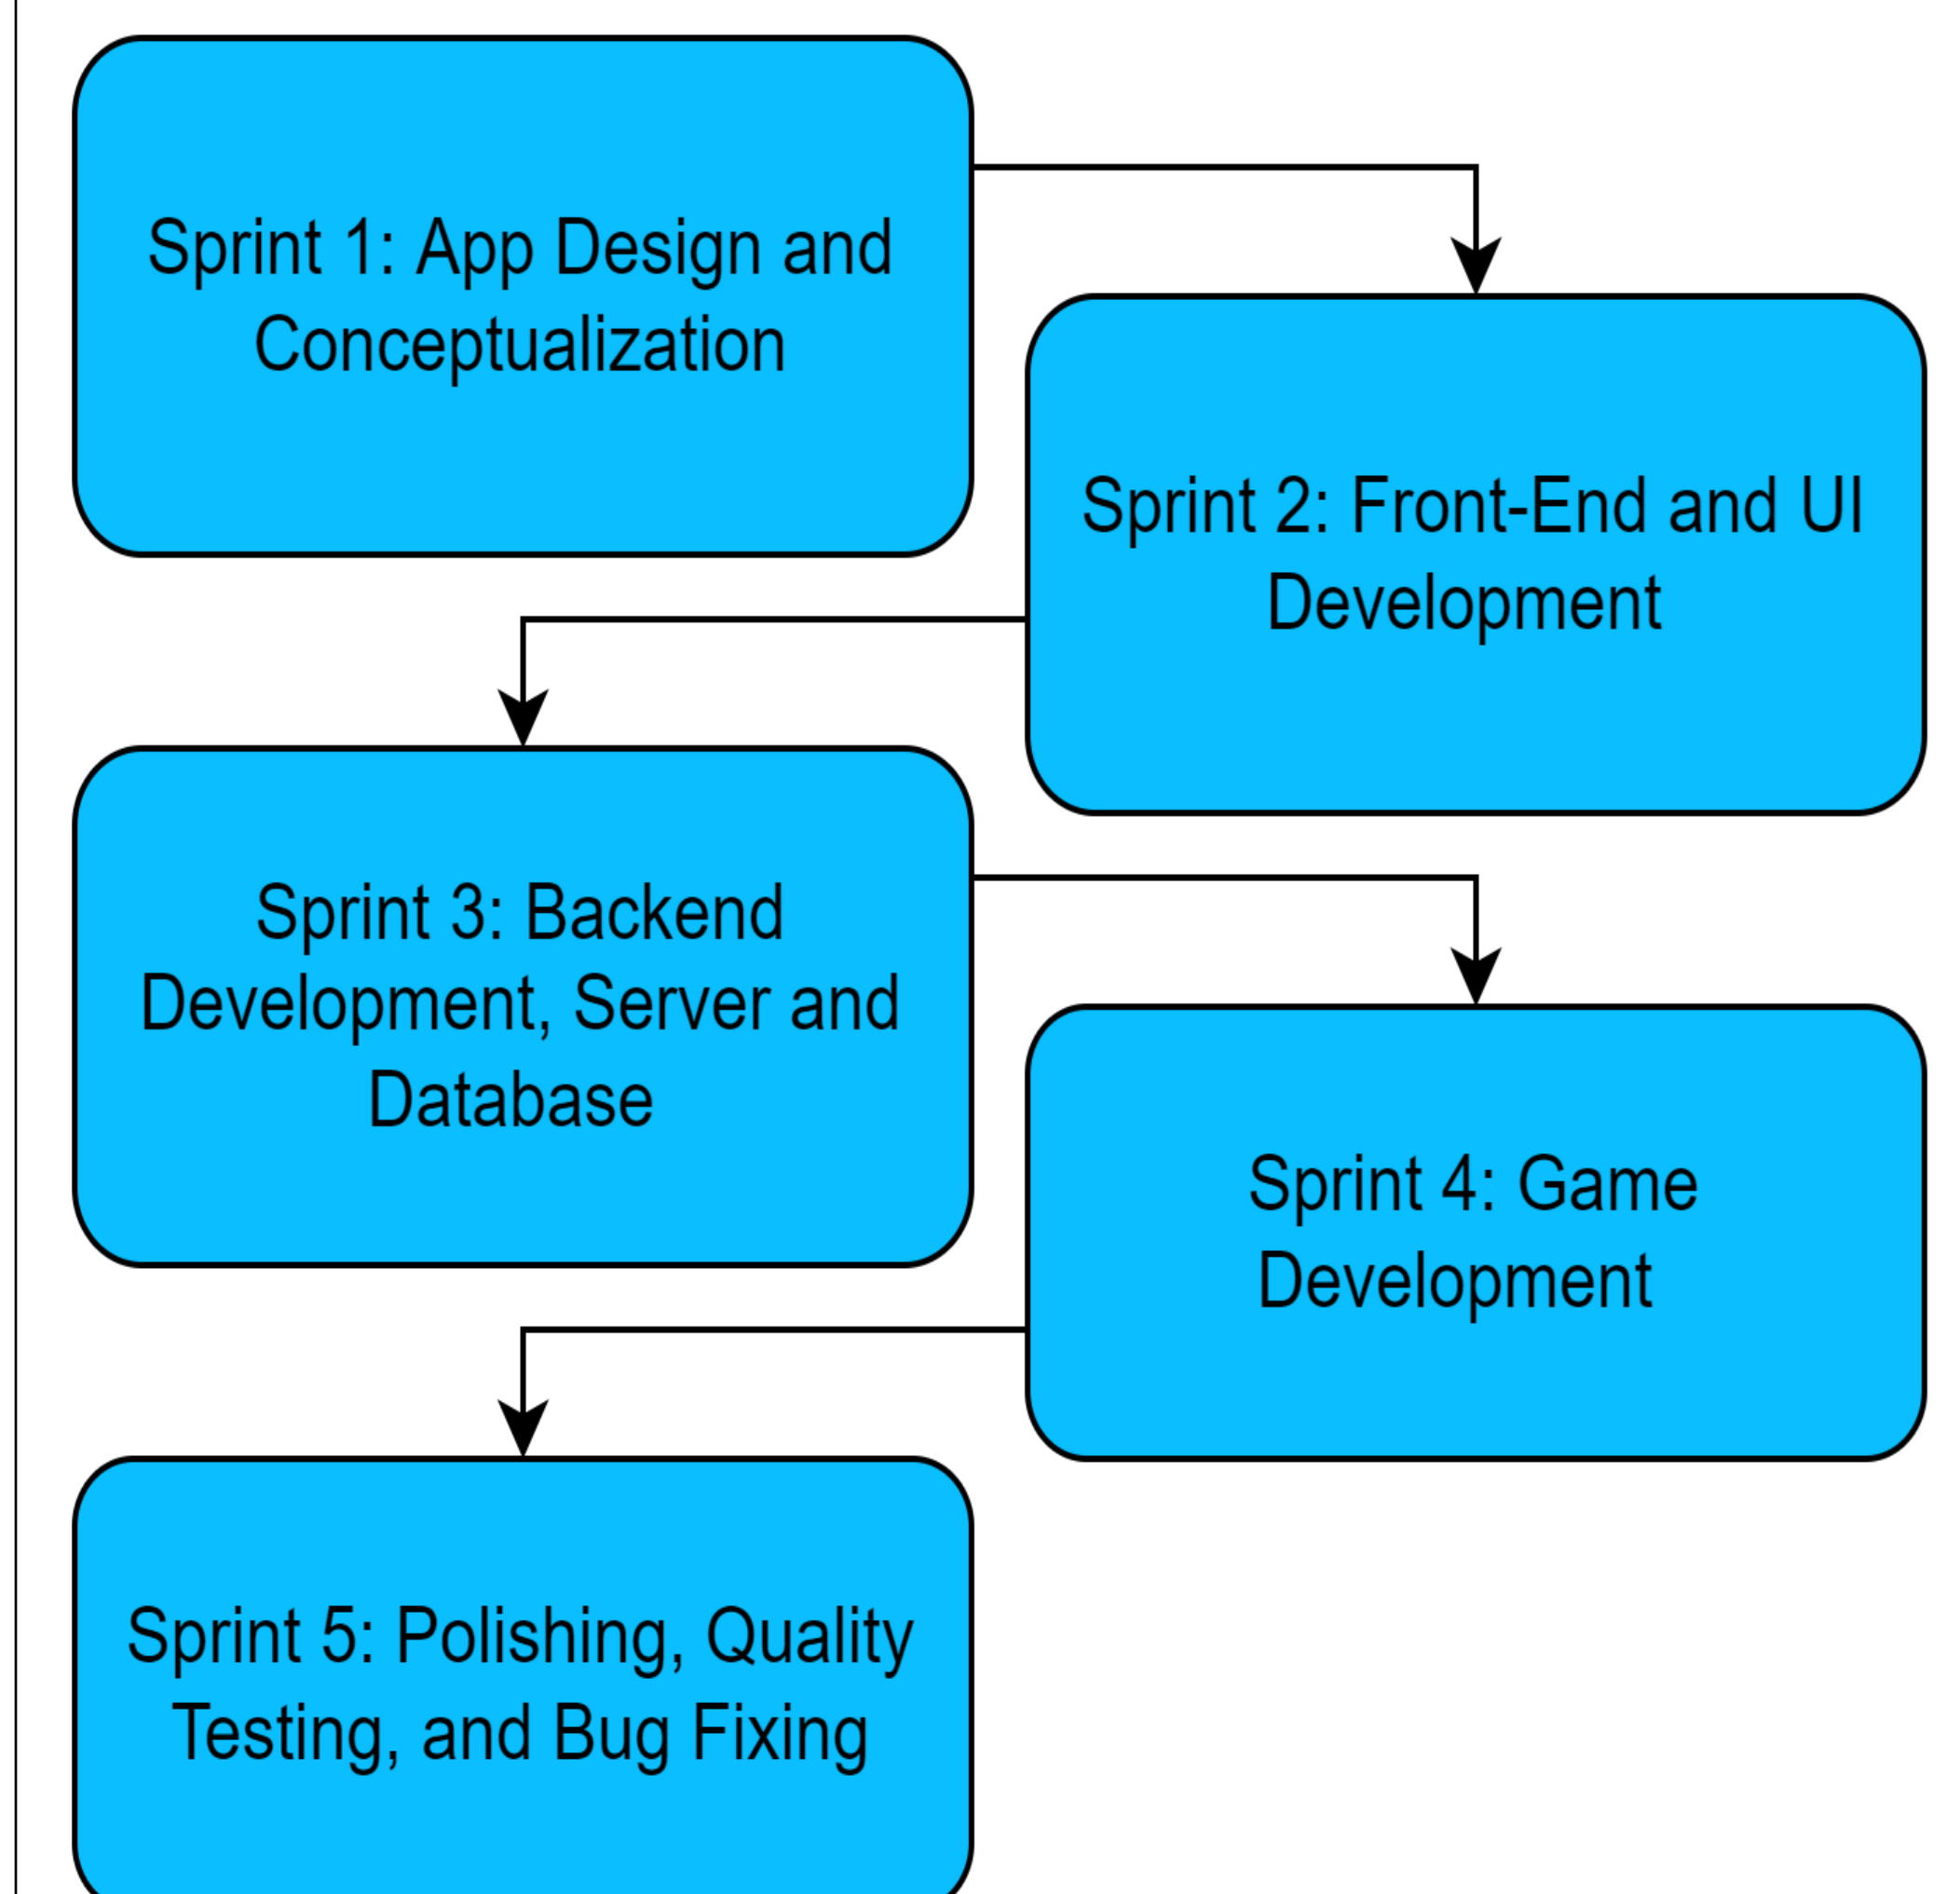 Sprint 1: App Design and
Conceptualization
Sprint 2: Front-End and UI
Development
Sprint 3: Backend
Development, Server and
Database
Sprint 4: Game
Development
Sprint 5: Polishing, Quality
Testing, and Bug Fixing